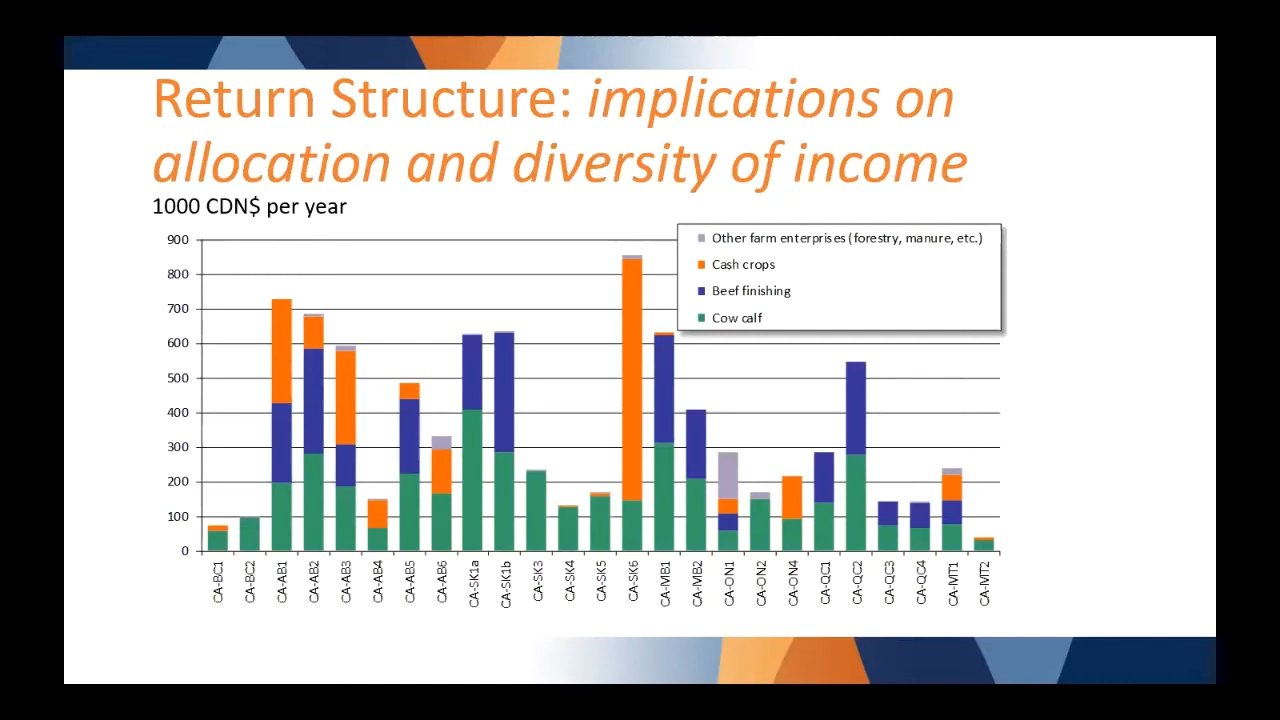 Return Structure: implications on
allocation and diversity of income
1000 CDN$ per year
900
800
700
600
500
400
300
200
100
0
Other farm enterprises (forestry, manure, etc.)
Cash crops
Beef finishing
Cow calf
CA-BC1
CA-BC2
CA-AB1
CA-AB2
CA-AB3
CA-AB4
CA-AB5
CA-AB6
CA-SK1a
CA-SK1b
CA-SK3
CA-SK4
CA-SK5
CA-SK6
CA-MB1
CA-MB2
CA-ON1
CA-ON2
CA-ON4
CA-QC1
CA-QC2
CA-QC3
CA-QC4
CA-MT1
CA-MT2